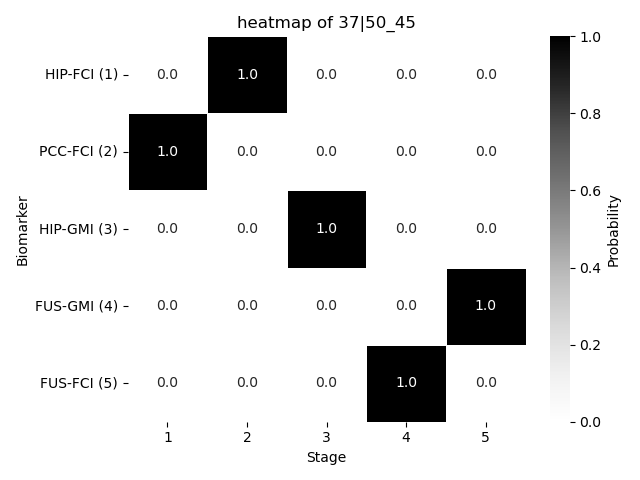 heatmap of 37|50_45
HIP-FCI (1) 0.0 1.0 0.0 0.0 0.0
PCC-FCI (2) 1.0 0.0 0.0 0.0 0.0
HIP-GMI (3) 0.0 0.0 1.0 0.0 0.0
FUS-GMI (4) 0.0 0.0 0.0 0.0 1.0
FUS-FCI (5) 0.0 0.0 0.0 1.0 0.0
1 2 3 4 5
Stage
Biomarker
1.0
0.8
0.6
0.4
0.2
0.0
Probability